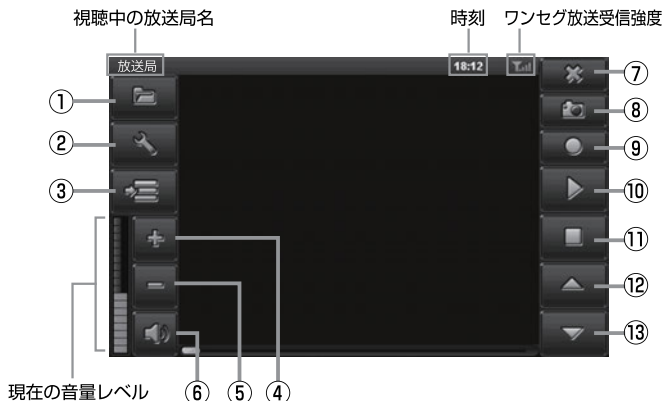 視聴中の放送局名 時刻 ワンセグ放送受信強度
放送局 18:12
① ⑦
② ⑧
③ ⑨
⑩
⑪
⑫
⑬
現在の音量レベル ⑥ ⑤ ④